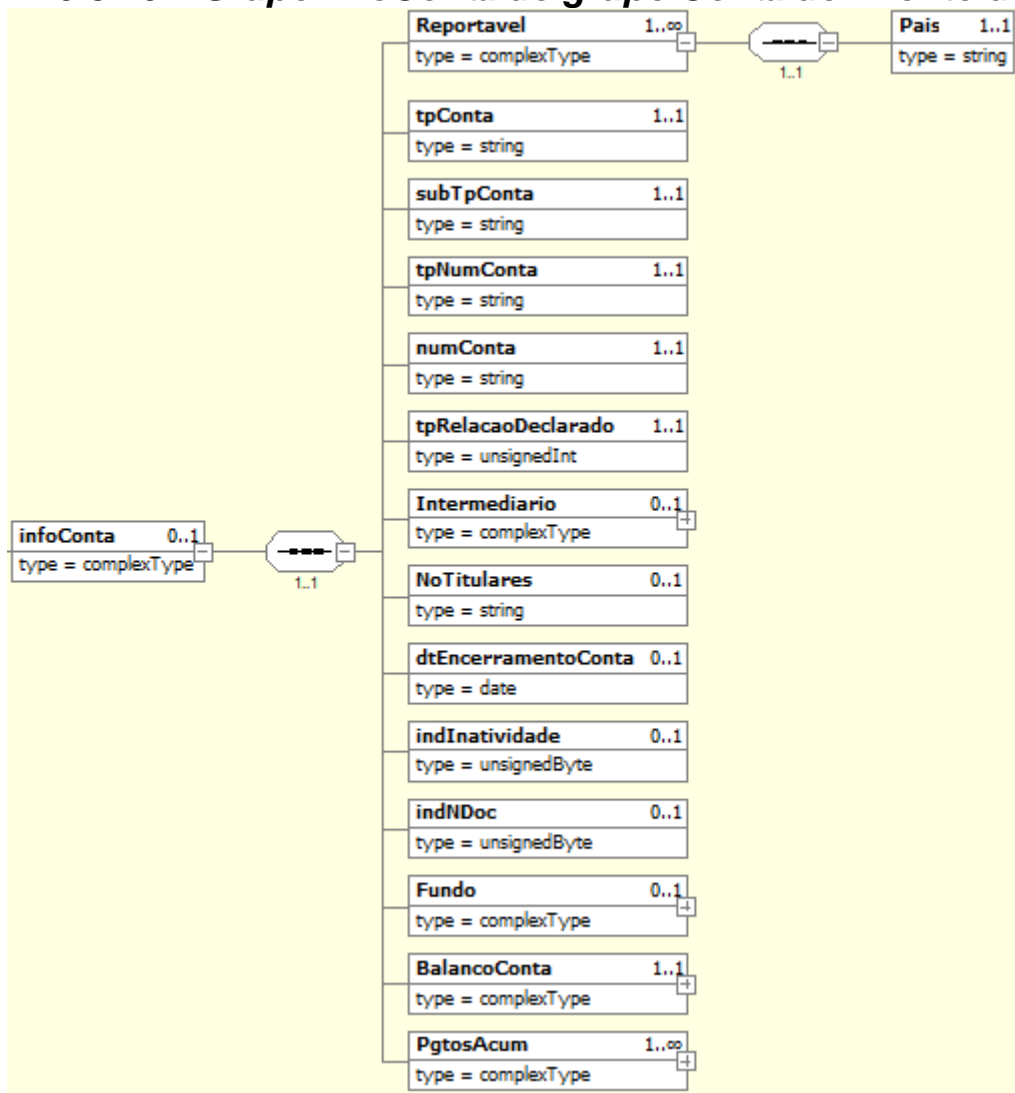 Reportavel 1..∞
type = complexType
1..1
Pais 1..1
type = string
tpConta 1..1
type = string
subTpConta 1..1
type = string
tpNumConta 1..1
type = string
numConta 1..1
type = string
tpRelacaoDeclarado 1..1
type = unsignedInt
Intermediario 0..1
type = complexType
infoConta 0..1
type = complexType
1..1
NoTitulares 0..1
type = string
dtEncerramentoConta 0..1
type = date
indInatividade 0..1
type = unsignedByte
indNDoc 0..1
type = unsignedByte
Fundo 0..1
type = complexType
BalancoConta 1..1
type = complexType
PgtosAcum 1..∞
type = complexType